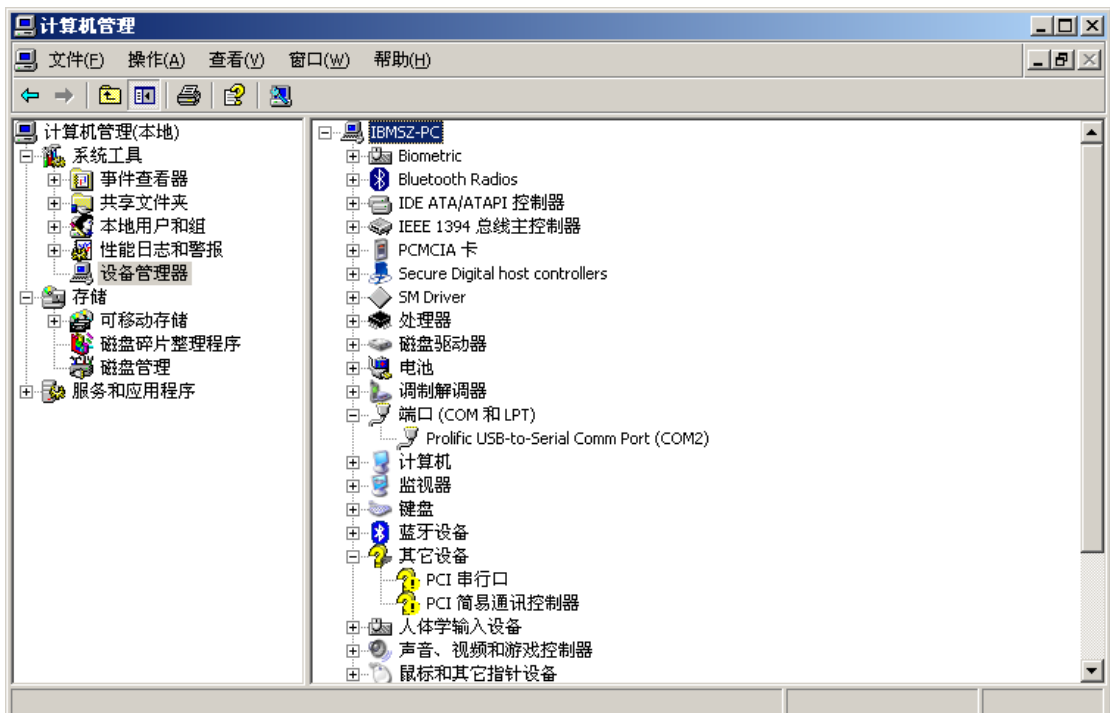 计算机管理
文件(F) 操作(A) 查看(V) 窗口(W) 帮助(H)
计算机管理(本地)
系统工具
事件查看器
共享文件夹
本地用户和组
性能日志和警报
设备管理器
存储
可移动存储
磁盘碎片整理程序
磁盘管理
服务和应用程序
IBMSZ-PC
Biometric
Bluetooth Radios
IDE ATA/ATAPI 控制器
IEEE 1394 总线主控制器
PCMCIA 卡
Secure Digital host controllers
SM Driver
处理器
磁盘驱动器
电池
调制解调器
端口 (COM 和 LPT)
Prolific USB-to-Serial Comm Port (COM2)
计算机
监视器
键盘
蓝牙设备
其它设备
PCI 串行口
PCI 简易通讯控制器
人体学输入设备
声音、视频和游戏控制器
鼠标和其它指针设备